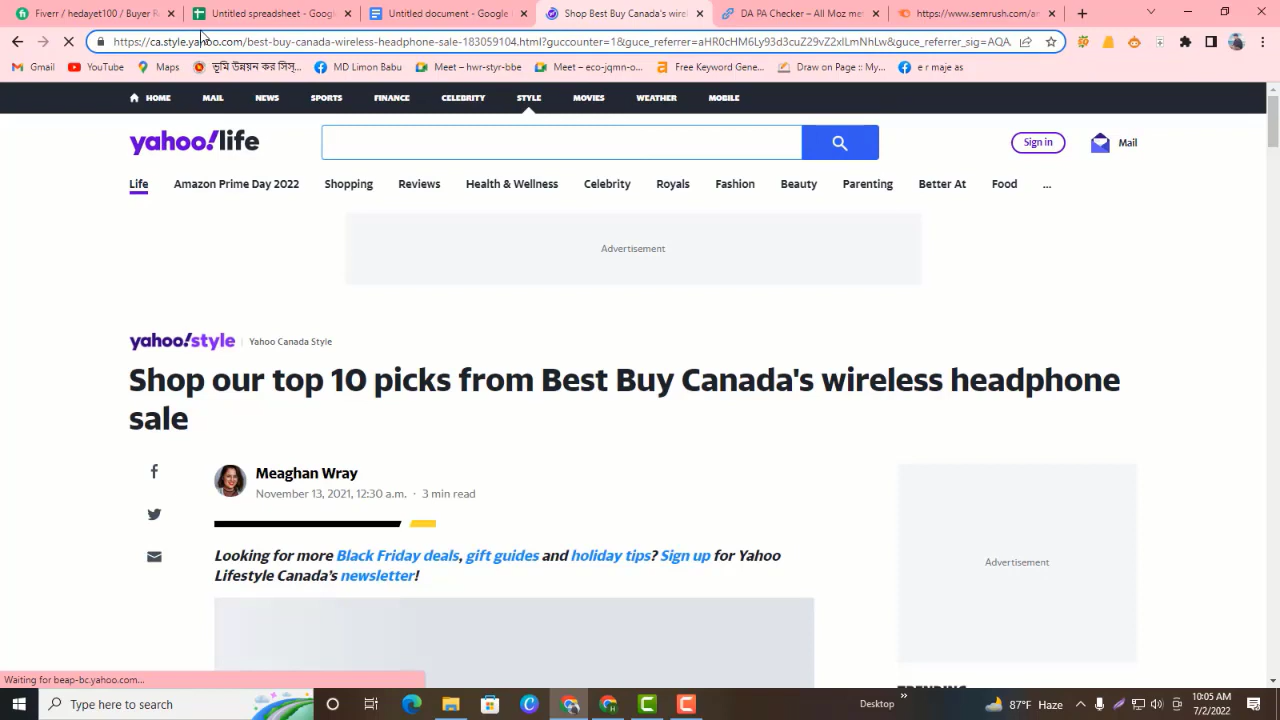 Fiverr / hedayet100 / Buyer R
Untitled spreadsheet - Goog
Untitled document - Google
Shop Best Buy Canada's wirel
DA PA Checker – All Moz met
https://www.semrush.com/an
https://ca.style.yahoo.com/best-buy-canada-wireless-headphone-sale-183059104.html?guccounter=1&guce_referrer=aHR0cHM6Ly93d3cuZ29vZ2xlLmNhLw&guce_referrer_sig=AQA
Gmail YouTube Maps ভূমি উন্নয়ন কর সিস্... MD Limon Babu Meet – hwr-styr-bbe Meet – eco-jqmn-o... Free Keyword Gene... Draw on Page :: My... e r maje as
HOME MAIL NEWS SPORTS FINANCE CELEBRITY STYLE MOVIES WEATHER MOBILE
yahoo!life
Sign in
Mail
Life Amazon Prime Day 2022 Shopping Reviews Health & Wellness Celebrity Royals Fashion Beauty Parenting Better At Food ...
Advertisement
yahoo!style Yahoo Canada Style
Shop our top 10 picks from Best Buy Canada's wireless headphone
sale
Meaghan Wray
November 13, 2021, 12:30 a.m. · 3 min read
Looking for more Black Friday deals, gift guides and holiday tips? Sign up for Yahoo
Lifestyle Canada's newsletter!
Advertisement
TRENDING
Waiting for beap-bc.yahoo.com...
Type here to search
Desktop
»
87°F Haze
10:05 AM
7/2/2022